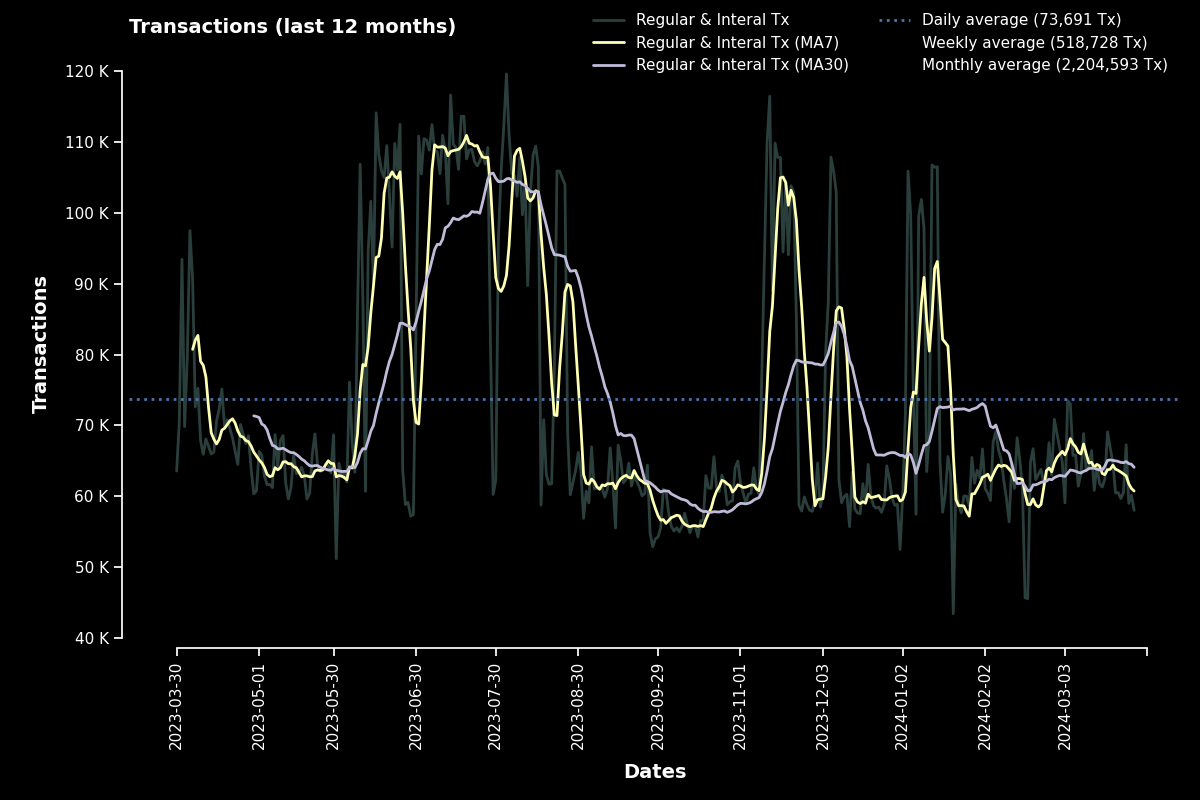 Transactions (last 12 months)
Regular & Interal Tx
Regular & Interal Tx (MA7)
Regular & Interal Tx (MA30)
Daily average (73,691 Tx)
Weekly average (518,728 Tx)
Monthly average (2,204,593 Tx)
Transactions
120 K
110 K
100 K
90 K
80 K
70 K
60 K
50 K
40 K
2023-03-30
2023-05-01
2023-05-30
2023-06-30
2023-07-30
2023-08-30
2023-09-29
2023-11-01
2023-12-03
2024-01-02
2024-02-02
2024-03-03
Dates